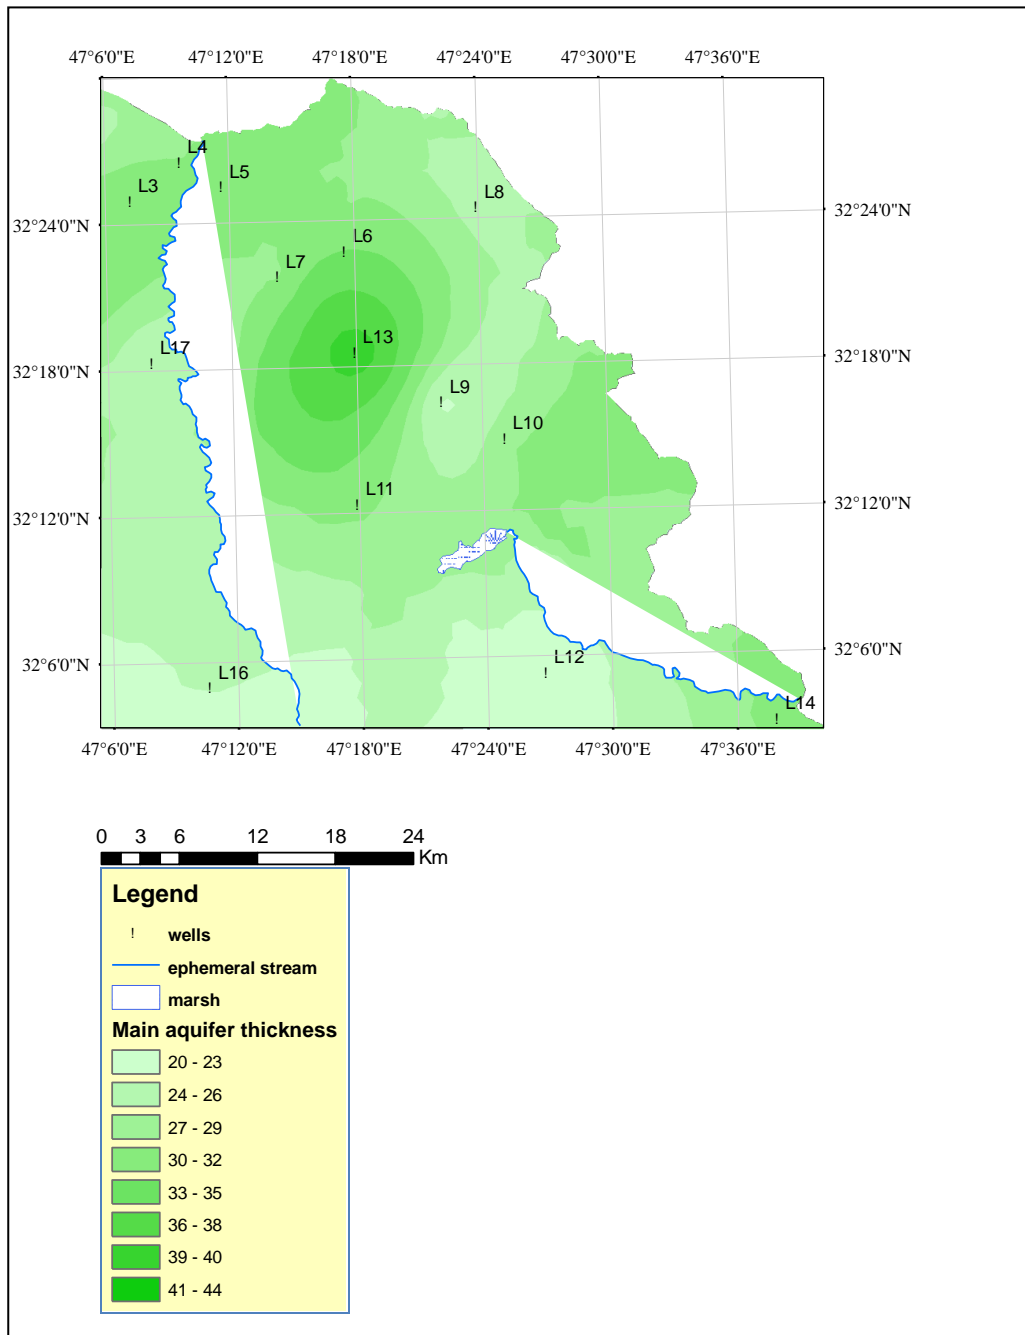 47°6'0"E 47°12'0"E 47°18'0"E 47°24'0"E 47°30'0"E 47°36'0"E
L4
L5
L3
L8
32°24'0"N 32°24'0"N
L6
L7
L13
L17
32°18'0"N 32°18'0"N
L9
L10
L11
32°12'0"N 32°12'0"N
32°6'0"N 32°6'0"N
L12
L16
L14
47°6'0"E 47°12'0"E 47°18'0"E 47°24'0"E 47°30'0"E 47°36'0"E
0 3 6 12 18 24
Km
Legend
wells
ephemeral stream
marsh
Main aquifer thickness
20 - 23
24 - 26
27 - 29
30 - 32
33 - 35
36 - 38
39 - 40
41 - 44